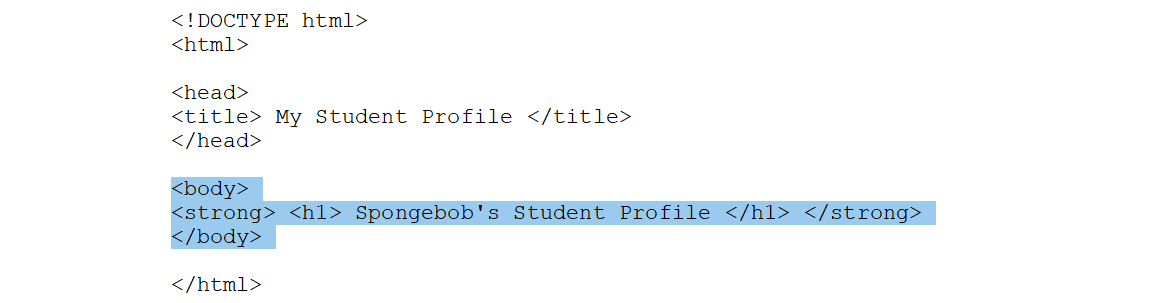 <!DOCTYPE html>
<html>
<head>
<title> My Student Profile </title>
</head>
<body>
<strong> <h1> Spongebob's Student Profile </h1> </strong>
</body>
</html>